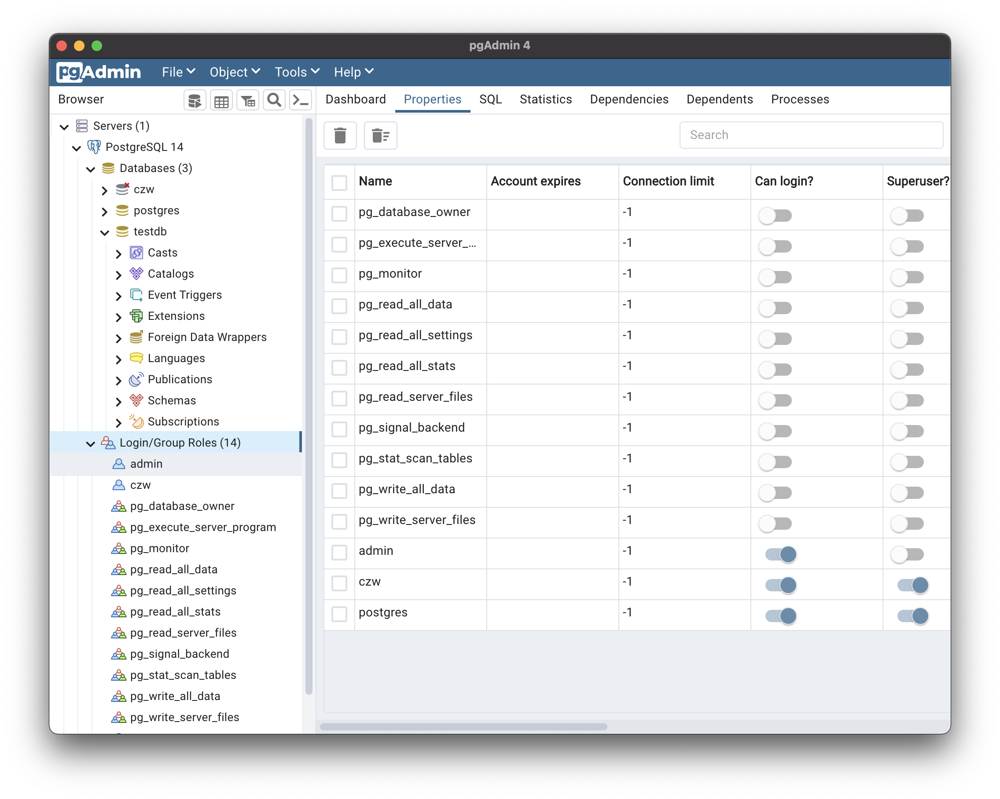 pgAdmin 4
pgAdmin File Object Tools Help
Browser
Dashboard Properties SQL Statistics Dependencies Dependents Processes
Servers (1)
PostgreSQL 14
Databases (3)
czw
postgres
testdb
Casts
Catalogs
Event Triggers
Extensions
Foreign Data Wrappers
Languages
Publications
Schemas
Subscriptions
Login/Group Roles (14)
admin
czw
pg_database_owner
pg_execute_server_program
pg_monitor
pg_read_all_data
pg_read_all_settings
pg_read_all_stats
pg_read_server_files
pg_signal_backend
pg_stat_scan_tables
pg_write_all_data
pg_write_server_files
Search
Name Account expires Connection limit Can login? Superuser?
pg_database_owner -1
pg_execute_server_... -1
pg_monitor -1
pg_read_all_data -1
pg_read_all_settings -1
pg_read_all_stats -1
pg_read_server_files -1
pg_signal_backend -1
pg_stat_scan_tables -1
pg_write_all_data -1
pg_write_server_files -1
admin -1
czw -1
postgres -1